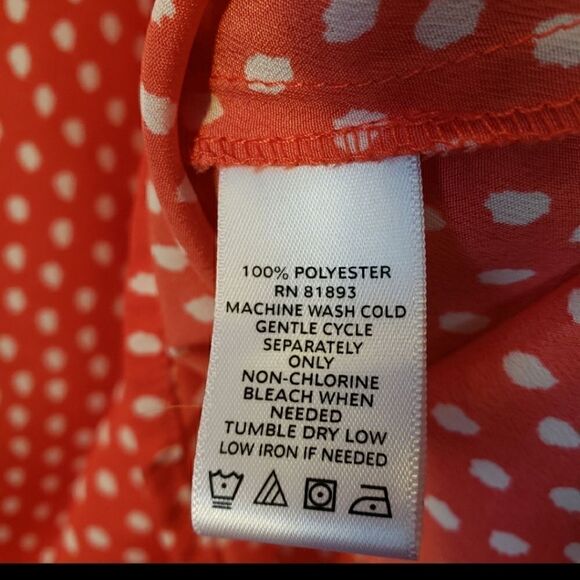 100% POLYESTER
RN 81893
MACHINE WASH COLD
GENTLE CYCLE
SEPARATELY
ONLY
NON-CHLORINE
BLEACH WHEN
NEEDED
TUMBLE DRY LOW
LOW IRON IF NEEDED